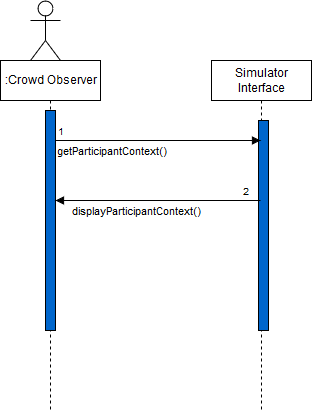 :Crowd Observer
Simulator
Interface
1
getParticipantContext()
2
displayParticipantContext()